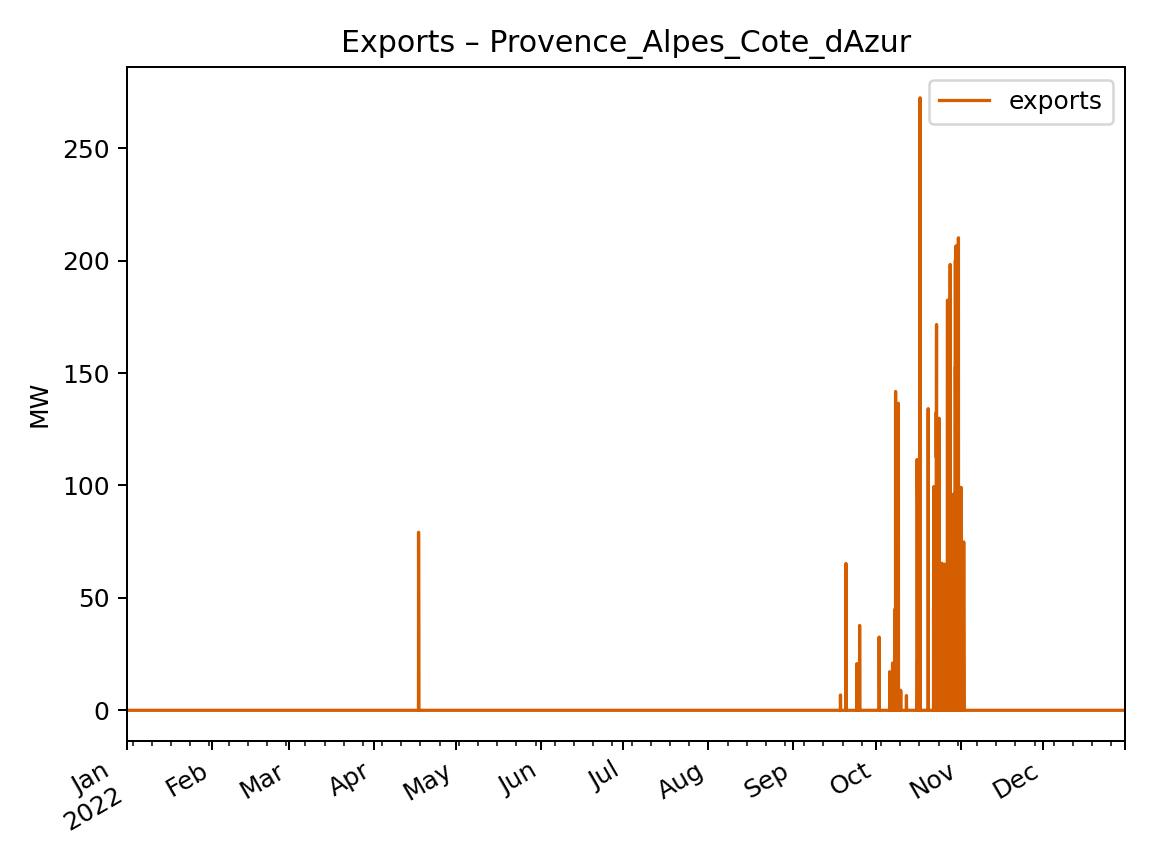 Exports – Provence_Alpes_Cote_dAzur
exports
MW
250
200
150
100
50
0
Jan
2022
Feb
Mar
Apr
May
Jun
Jul
Aug
Sep
Oct
Nov
Dec